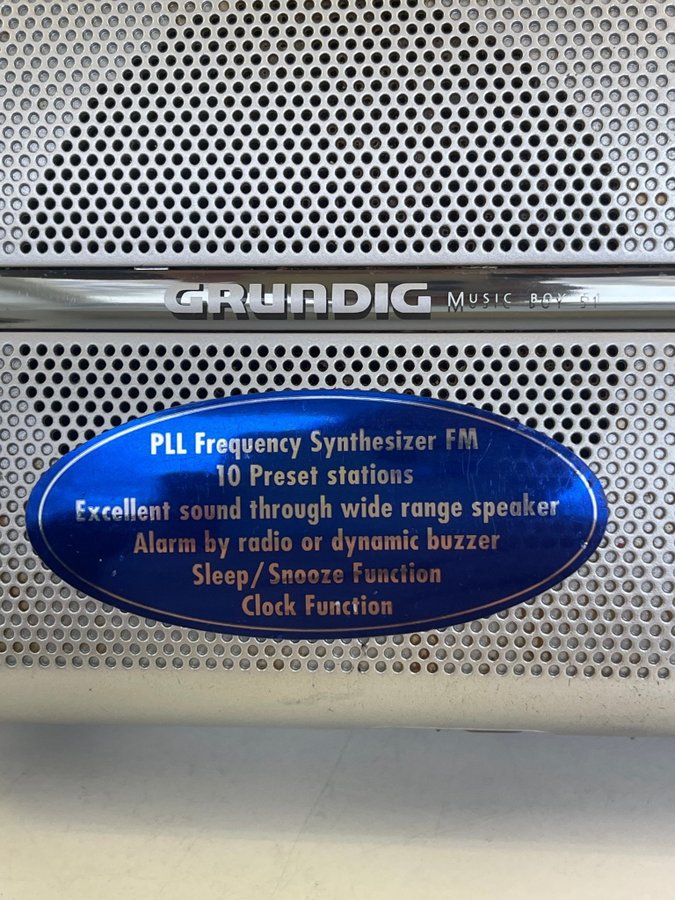 GRUNDIG MUSIC BOY 51
PLL Frequency Synthesizer FM
10 Preset stations
Excellent sound through wide range speaker
Alarm by radio or dynamic buzzer
Sleep/Snooze Function
Clock Function